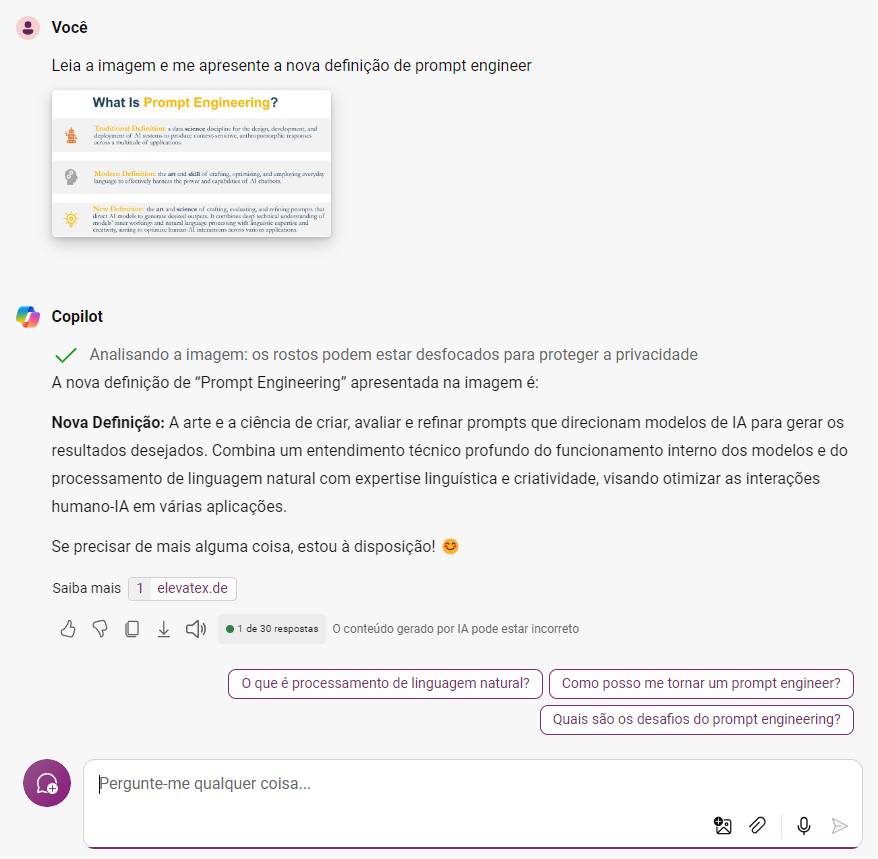 Você
Leia a imagem e me apresente a nova definição de prompt engineer
What Is Prompt Engineering?
Traditional Definition: a data science discipline for the design, development, and
deployment of AI systems to produce context-sensitive, anthropomorphic responses
across a multitude of applications.
Modern Definition: the art and skill of crafting, optimizing, and employing everyday
language to effectively harness the power and capabilities of AI chatbots.
New Definition: the art and science of crafting, evaluating, and refining prompts that
direct AI models to generate desired outputs. It combines deep technical understanding of
models' inner workings and natural language processing with linguistic expertise and
creativity, aiming to optimize human-AI interactions across various applications.
Copilot
Analisando a imagem: os rostos podem estar desfocados para proteger a privacidade
A nova definição de “Prompt Engineering” apresentada na imagem é:
Nova Definição: A arte e a ciência de criar, avaliar e refinar prompts que direcionam modelos de IA para gerar os
resultados desejados. Combina um entendimento técnico profundo do funcionamento interno dos modelos e do
processamento de linguagem natural com expertise linguística e criatividade, visando otimizar as interações
humano-IA em várias aplicações.
Se precisar de mais alguma coisa, estou à disposição! 😊
Saiba mais 1 elevatex.de
1 de 30 respostas O conteúdo gerado por IA pode estar incorreto
O que é processamento de linguagem natural? Como posso me tornar um prompt engineer?
Quais são os desafios do prompt engineering?
Pergunte-me qualquer coisa...